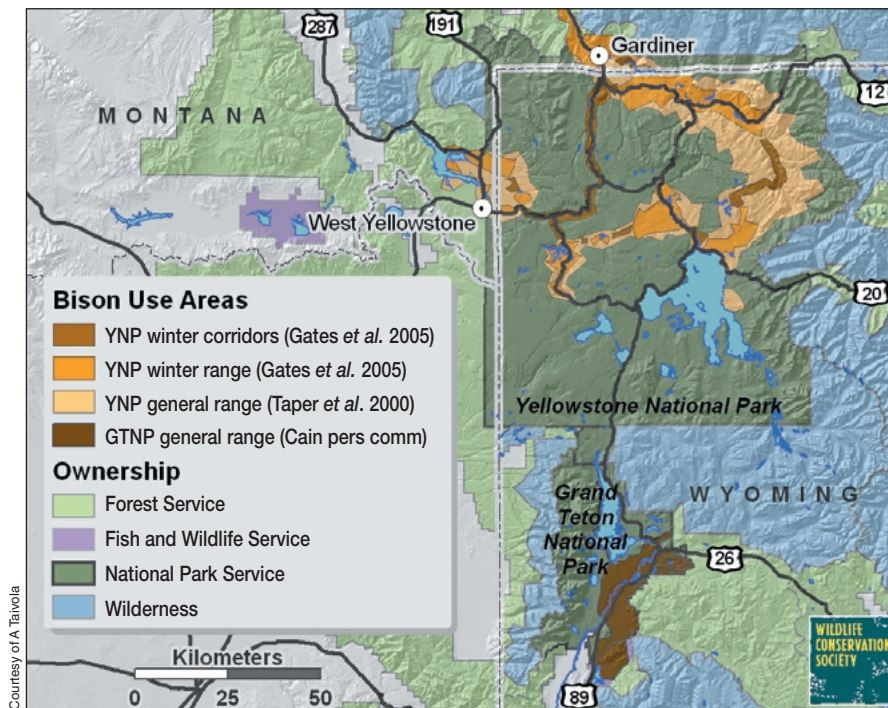 287
191
Gardiner
12
MONTANA
West Yellowstone
20
Bison Use Areas
YNP winter corridors (Gates et al. 2005)
YNP winter range (Gates et al. 2005)
YNP general range (Taper et al. 2000)
GTNP general range (Cain pers comm)
Ownership
Forest Service
Fish and Wildlife Service
National Park Service
Wilderness
Yellowstone National Park
WYOMING
Grand
Teton
National
Park
26
Kilometers
0 25 50
89
WILDLIFE
CONSERVATION
SOCIETY
Courtesy of A Taivola